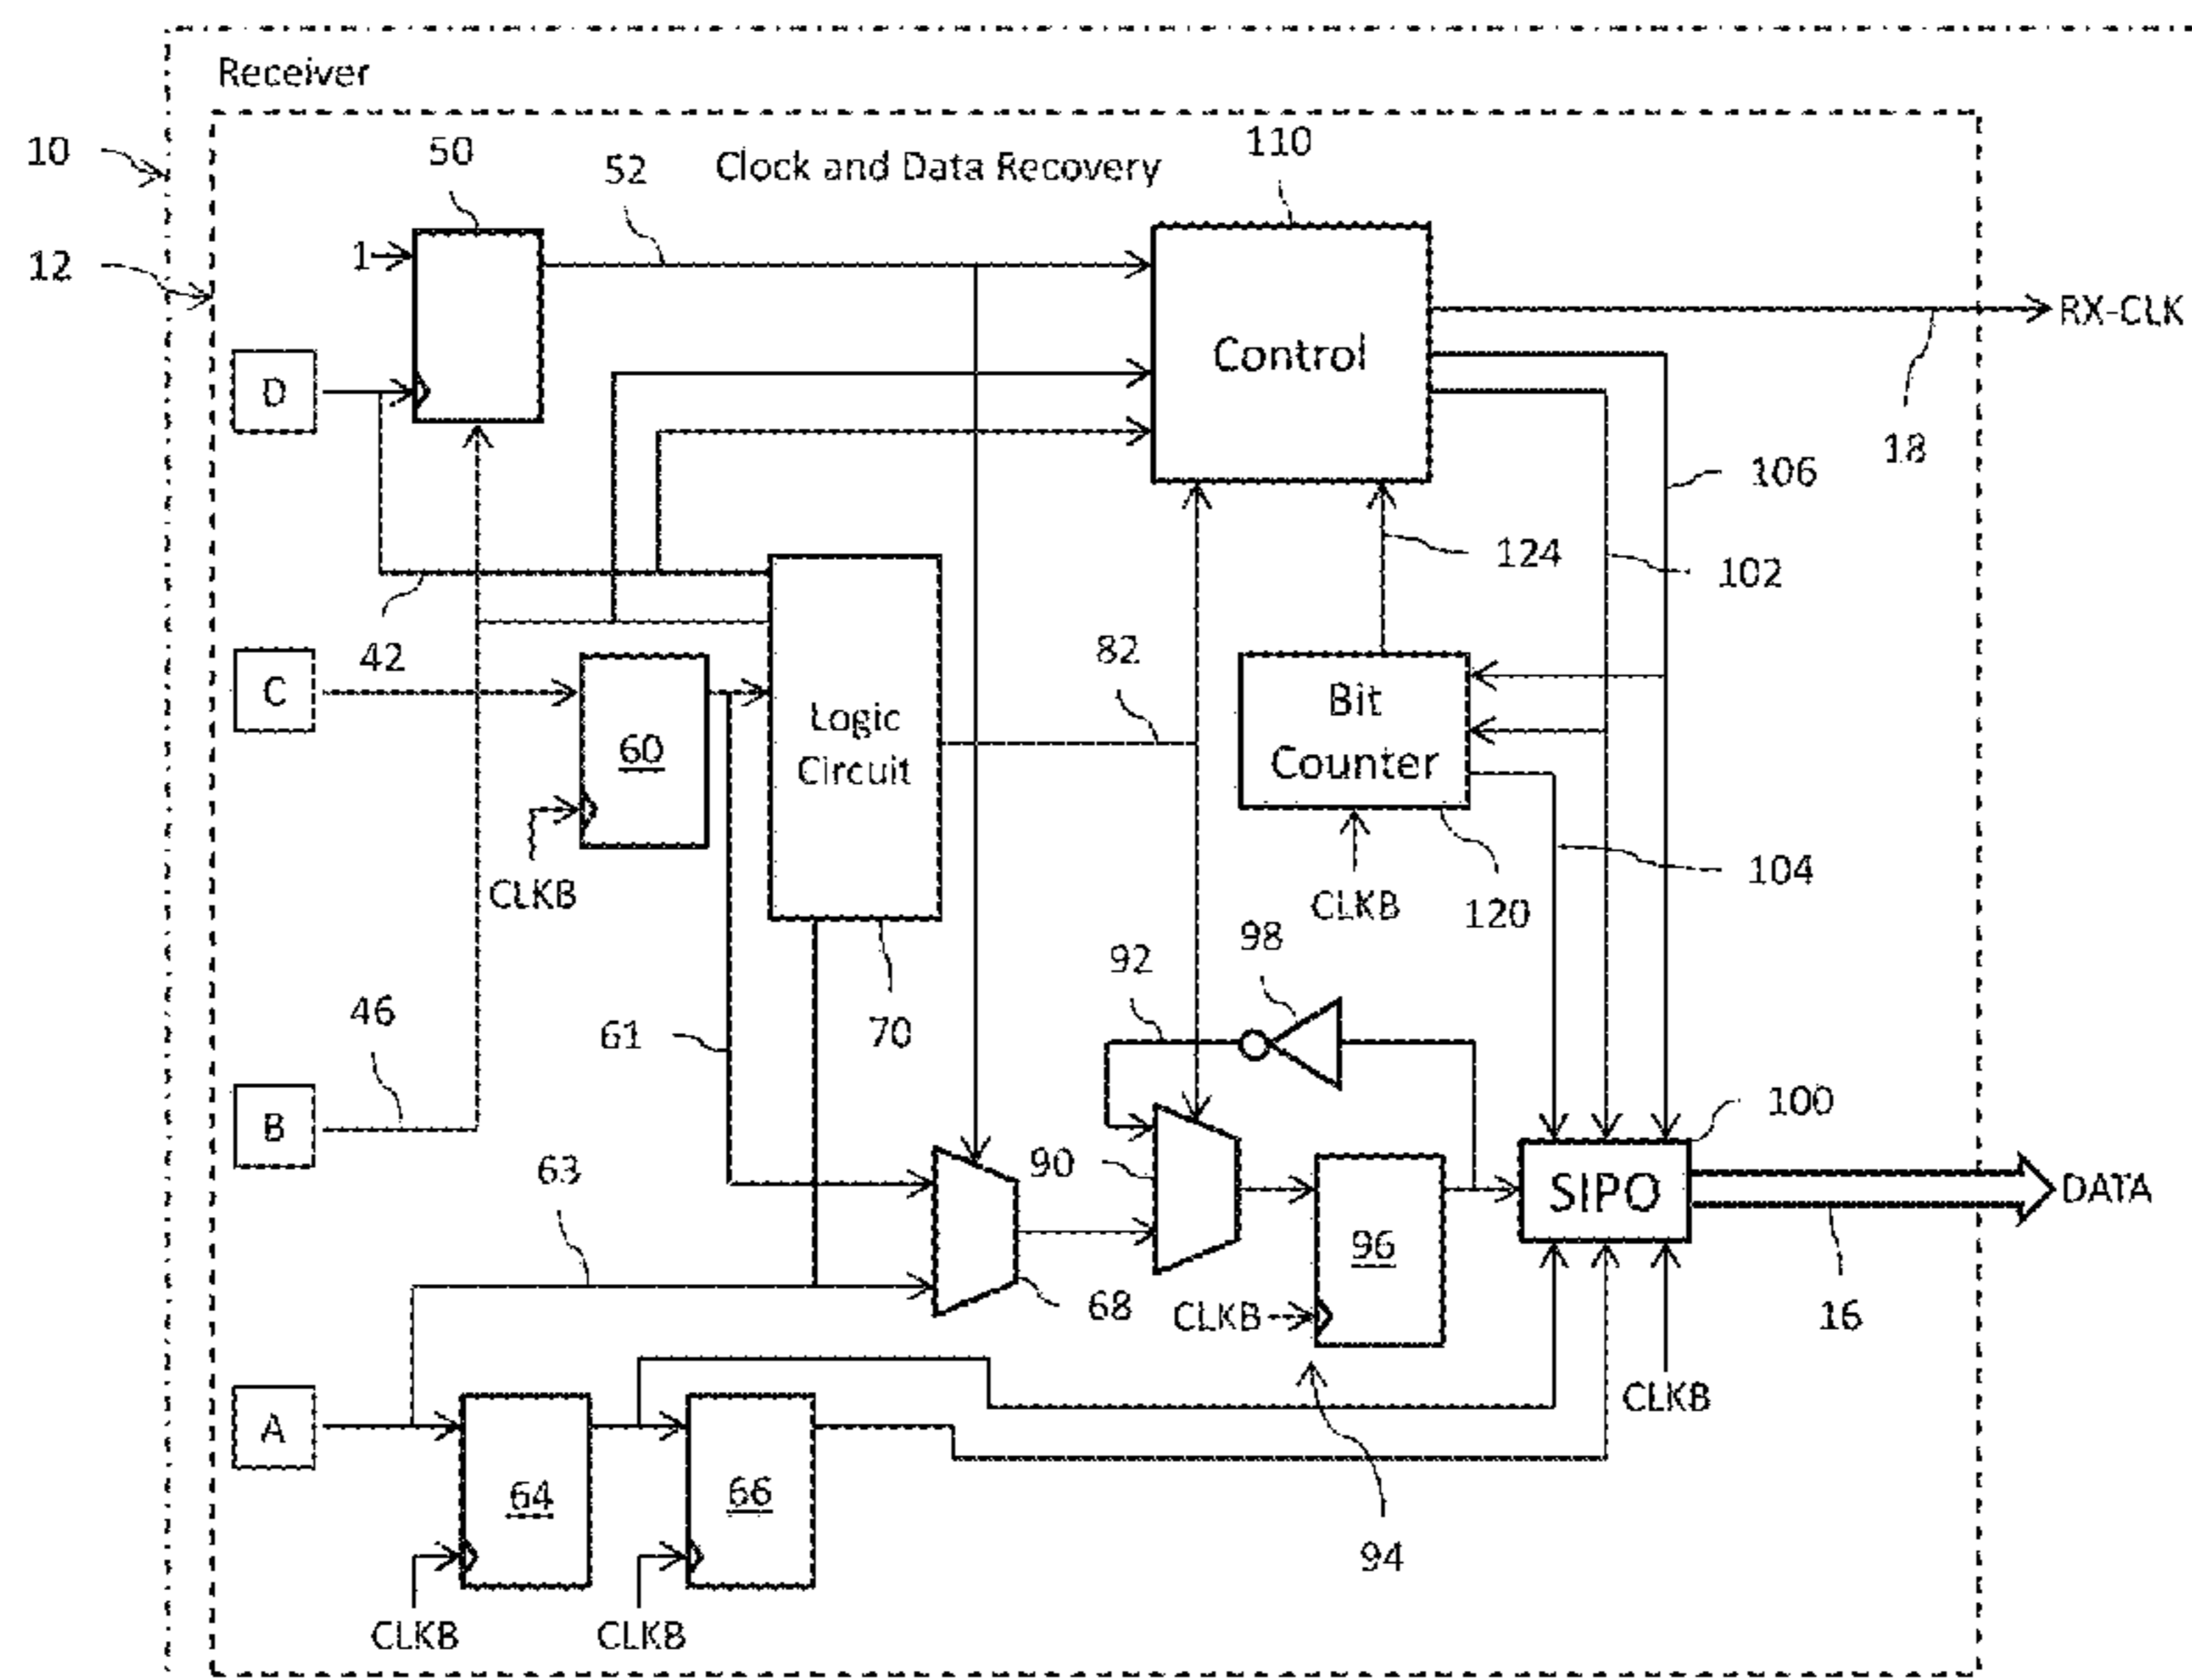 Receiver
10
50
52
Clock and Data Recovery
110
12
1
RX-CLK
Control
D
18
106
124
102
42
82
C
Logic
Circuit
Bit
Counter
60
CLKB
104
CLKB
120
98
92
46
61
70
100
B
63
90
SIPO
DATA
96
68
CLKB
16
A
CLKB
64
66
94
CLKB
CLKB